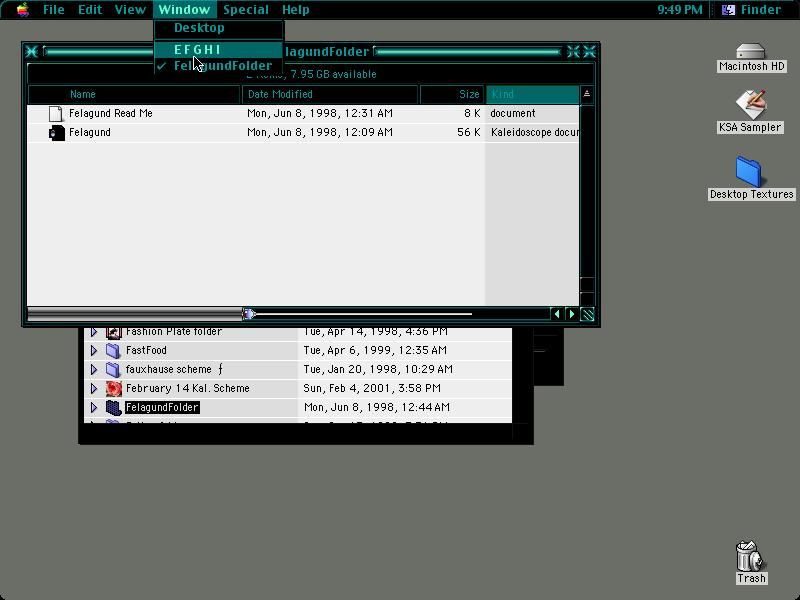 File Edit View Window Special Help 9:49 PM Finder
Desktop
E F G H I
FelagundFolder
lagundFolder
items, 7.95 GB available
Name Date Modified Size Kind
Felagund Read Me Mon, Jun 8, 1998, 12:31 AM 8 K document
Felagund Mon, Jun 8, 1998, 12:09 AM 56 K Kaleidoscope docur
Fashion Plate folder Tue, Apr 14, 1998, 4:36 PM
FastFood Tue, Apr 6, 1999, 12:35 AM
fauxhause scheme ƒ Tue, Jan 20, 1998, 10:29 AM
February 14 Kal. Scheme Sun, Feb 4, 2001, 3:58 PM
FelagundFolder Mon, Jun 8, 1998, 12:44 AM
Macintosh HD
KSA Sampler
Desktop Textures
Trash